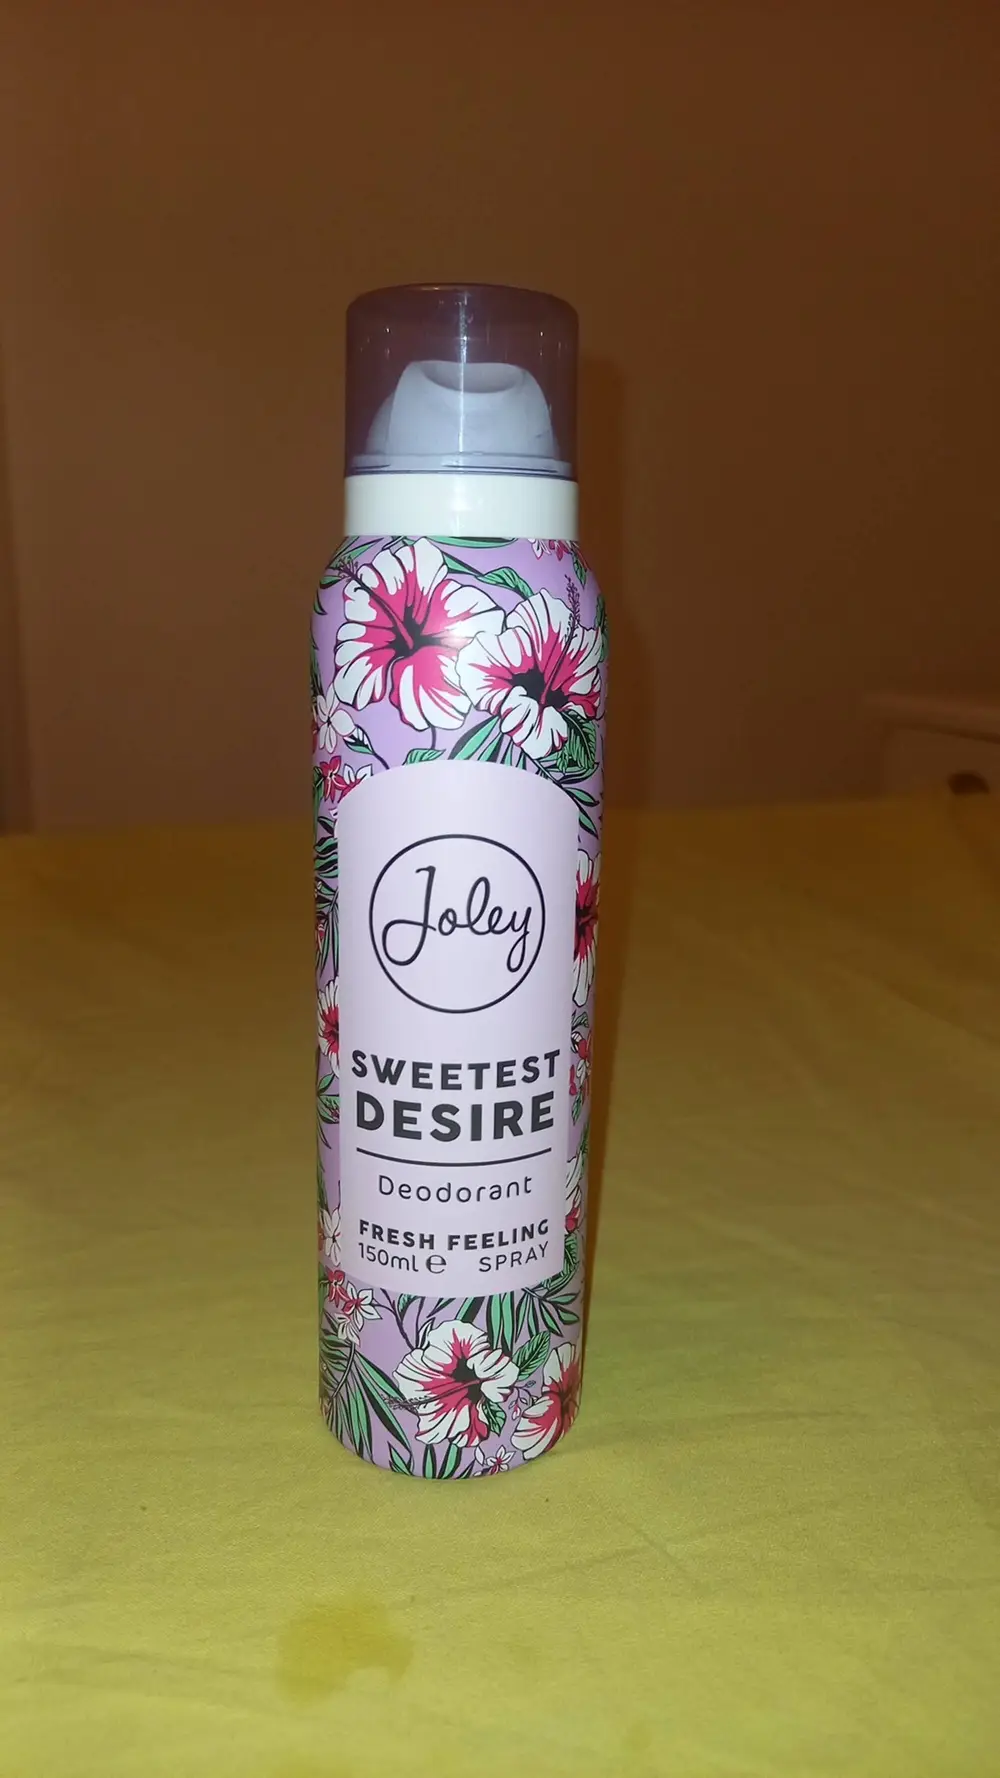 Joley
SWEETEST
DESIRE
Deodorant
FRESH FEELING
150ml ℮ SPRAY